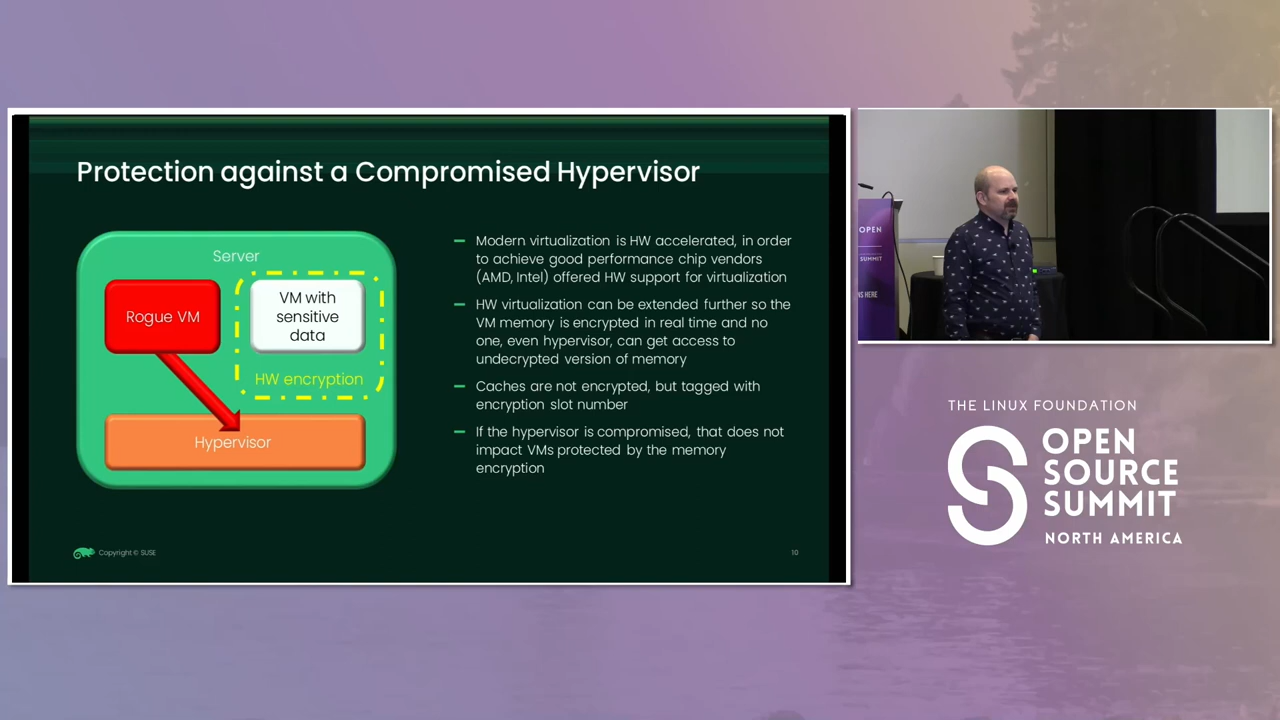 Protection against a Compromised Hypervisor
Server
Rogue VM
VM with
sensitive
data
HW encryption
Hypervisor
– Modern virtualization is HW accelerated, in order
to achieve good performance chip vendors
(AMD, Intel) offered HW support for virtualization
– HW virtualization can be extended further so the
VM memory is encrypted in real time and no
one, even hypervisor, can get access to
undecrypted version of memory
– Caches are not encrypted, but tagged with
encryption slot number
– If the hypervisor is compromised, that does not
impact VMs protected by the memory
encryption
Copyright © SUSE
10
OPEN
SUMMIT
NS HERE
THE LINUX FOUNDATION
OPEN
SOURCE
SUMMIT
NORTH AMERICA